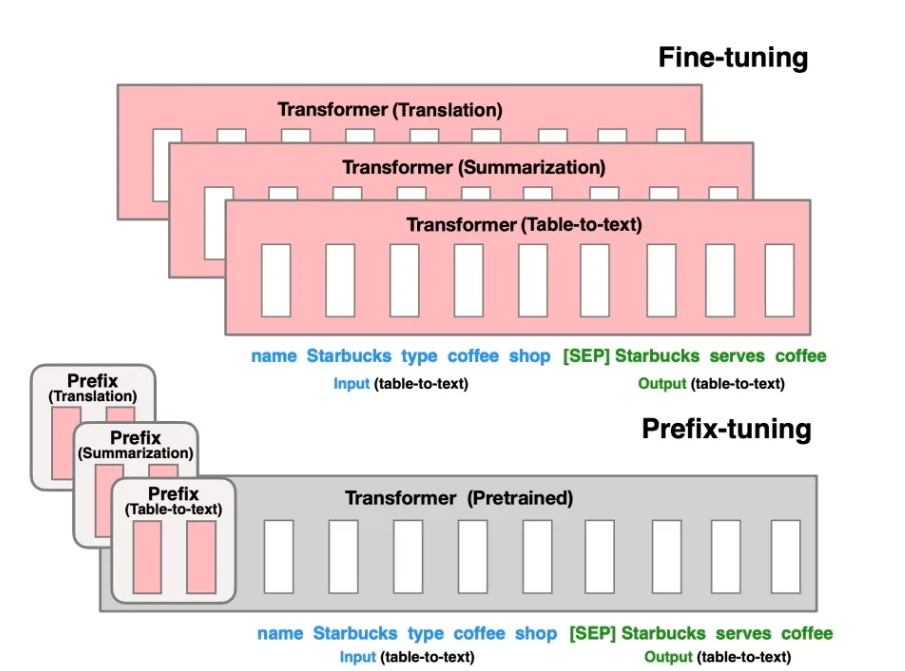 Fine-tuning
Transformer (Translation)
Transformer (Summarization)
Transformer (Table-to-text)
name Starbucks type coffee shop [SEP] Starbucks serves coffee
Input (table-to-text) Output (table-to-text)
Prefix
(Translation)
Prefix-tuning
Prefix
(Summarization)
Prefix
(Table-to-text)
Transformer (Pretrained)
name Starbucks type coffee shop [SEP] Starbucks serves coffee
Input (table-to-text) Output (table-to-text)